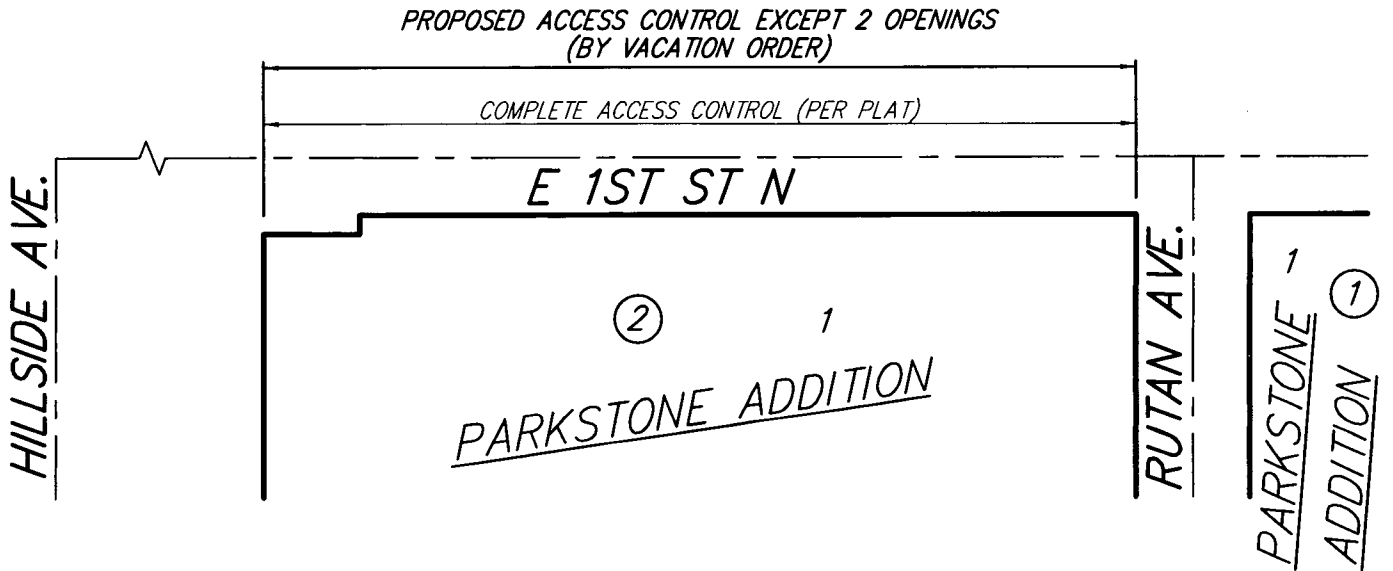 PROPOSED ACCESS CONTROL EXCEPT 2 OPENINGS
(BY VACATION ORDER)
COMPLETE ACCESS CONTROL (PER PLAT)
E 1ST ST N
HILLSIDE AVE.
2
1
PARKSTONE ADDITION
RUTAN AVE.
1
1
PARKSTONE
ADDITION